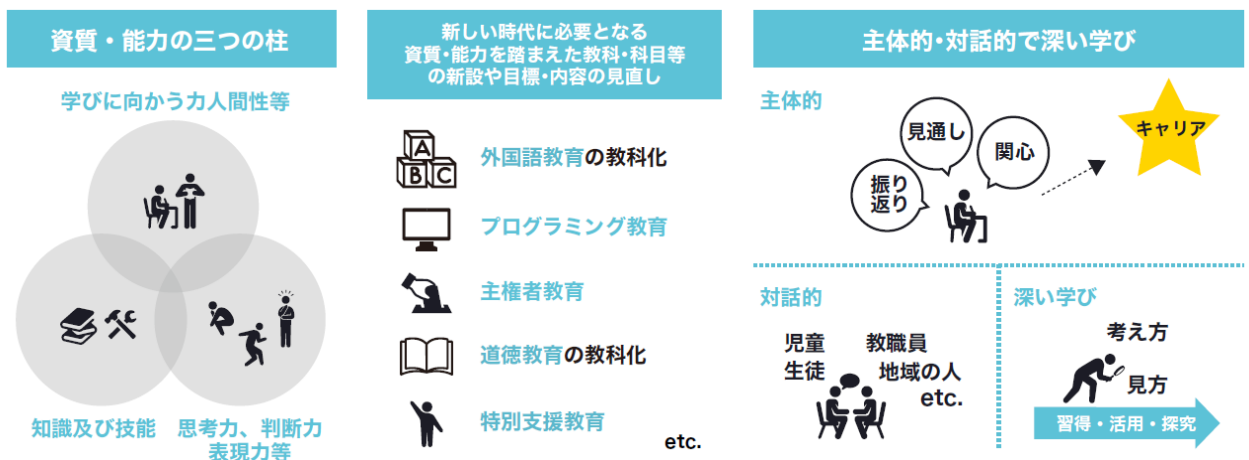 資質・能力の三つの柱
学びに向かう力人間性等
知識及び技能
思考力、判断力
表現力等
新しい時代に必要となる
資質・能力を踏まえた教科・科目等
の新設や目標・内容の見直し
A
B C
外国語教育の教科化
プログラミング教育
主権者教育
道徳教育の教科化
特別支援教育
etc.
主体的・対話的で深い学び
主体的
振り
返り
見通し
関心
キャリア
対話的
児童
生徒
教職員
地域の人
etc.
深い学び
考え方
見方
習得・活用・探究